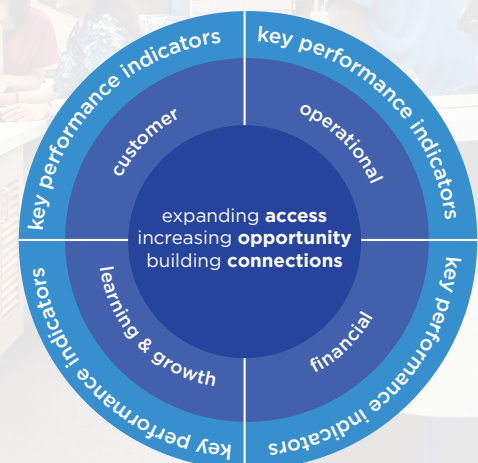 key performance indicators
key performance indicators
customer
operational
expanding access
increasing opportunity
building connections
learning & growth
financial
key performance indicators
key performance indicators